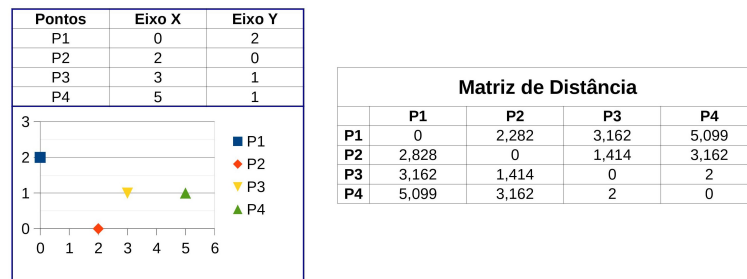 Pontos Eixo X Eixo Y
P1 0 2
P2 2 0
P3 3 1
P4 5 1
3
2
1
0
0 1 2 3 4 5 6
P1
P2
P3
P4
Matriz de Distância
P1 P2 P3 P4
P1 0 2,282 3,162 5,099
P2 2,828 0 1,414 3,162
P3 3,162 1,414 0 2
P4 5,099 3,162 2 0